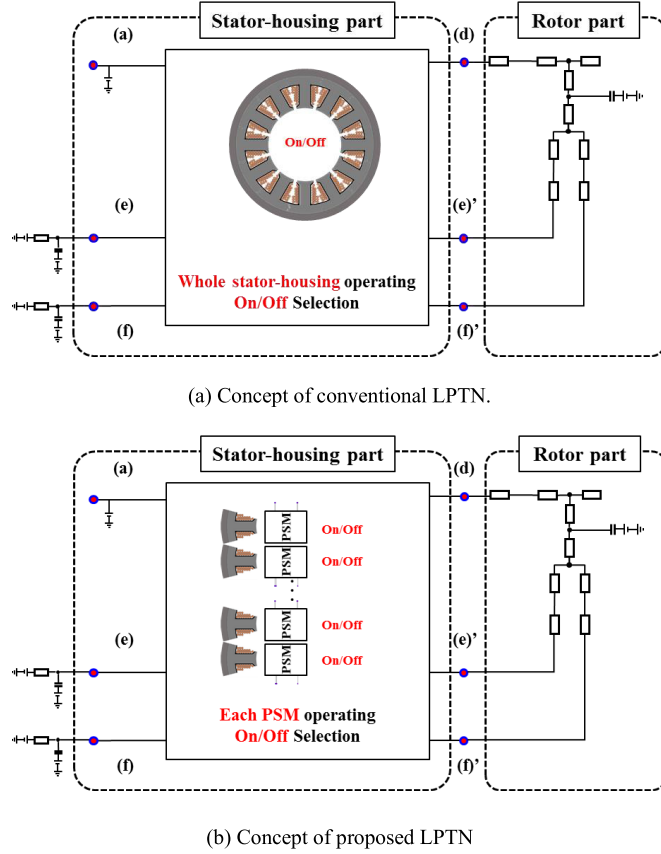 Stator-housing part
Rotor part
(a)
(d)
On/Off
(e)
(e)’
Whole stator-housing operating
On/Off Selection
(f)
(f)’
(a) Concept of conventional LPTN.
Stator-housing part
Rotor part
(a)
(d)
PSM
On/Off
PSM
On/Off
PSM
On/Off
PSM
On/Off
(e)
(e)’
Each PSM operating
On/Off Selection
(f)
(f)’
(b) Concept of proposed LPTN